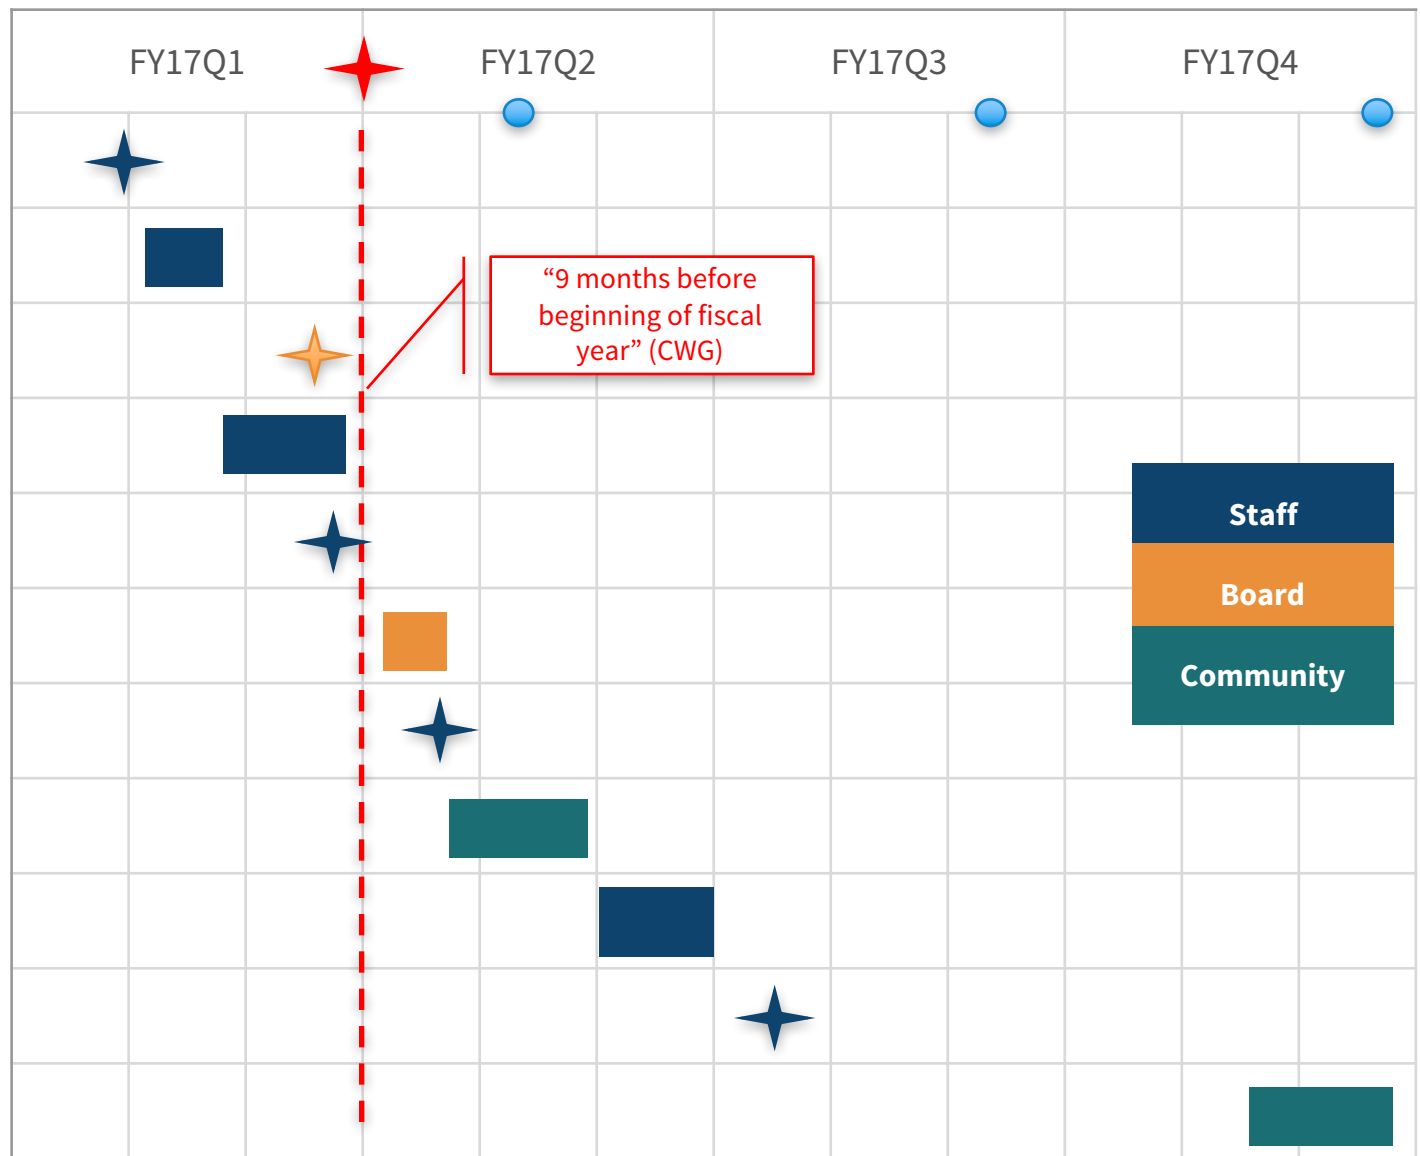 FY17Q1
FY17Q2
FY17Q3
FY17Q4
“9 months before
beginning of fiscal
year” (CWG)
Staff
Board
Community